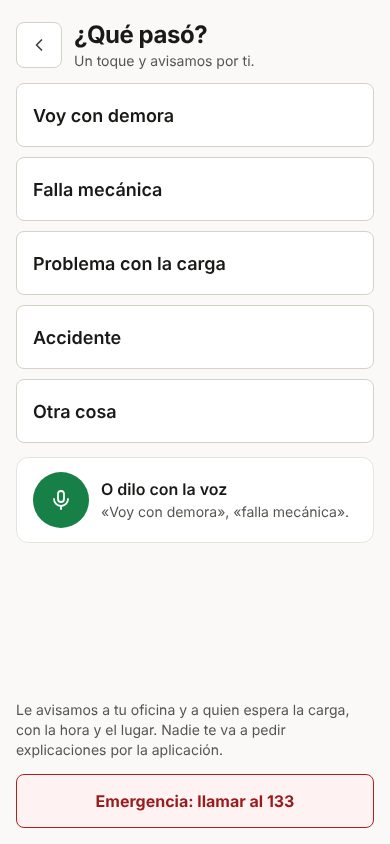 ¿Qué pasó?
Un toque y avisamos por ti.
Voy con demora
Falla mecánica
Problema con la carga
Accidente
Otra cosa
O dilo con la voz
«Voy con demora», «falla mecánica».
Le avisamos a tu oficina y a quien espera la carga,
con la hora y el lugar. Nadie te va a pedir
explicaciones por la aplicación.
Emergencia: llamar al 133